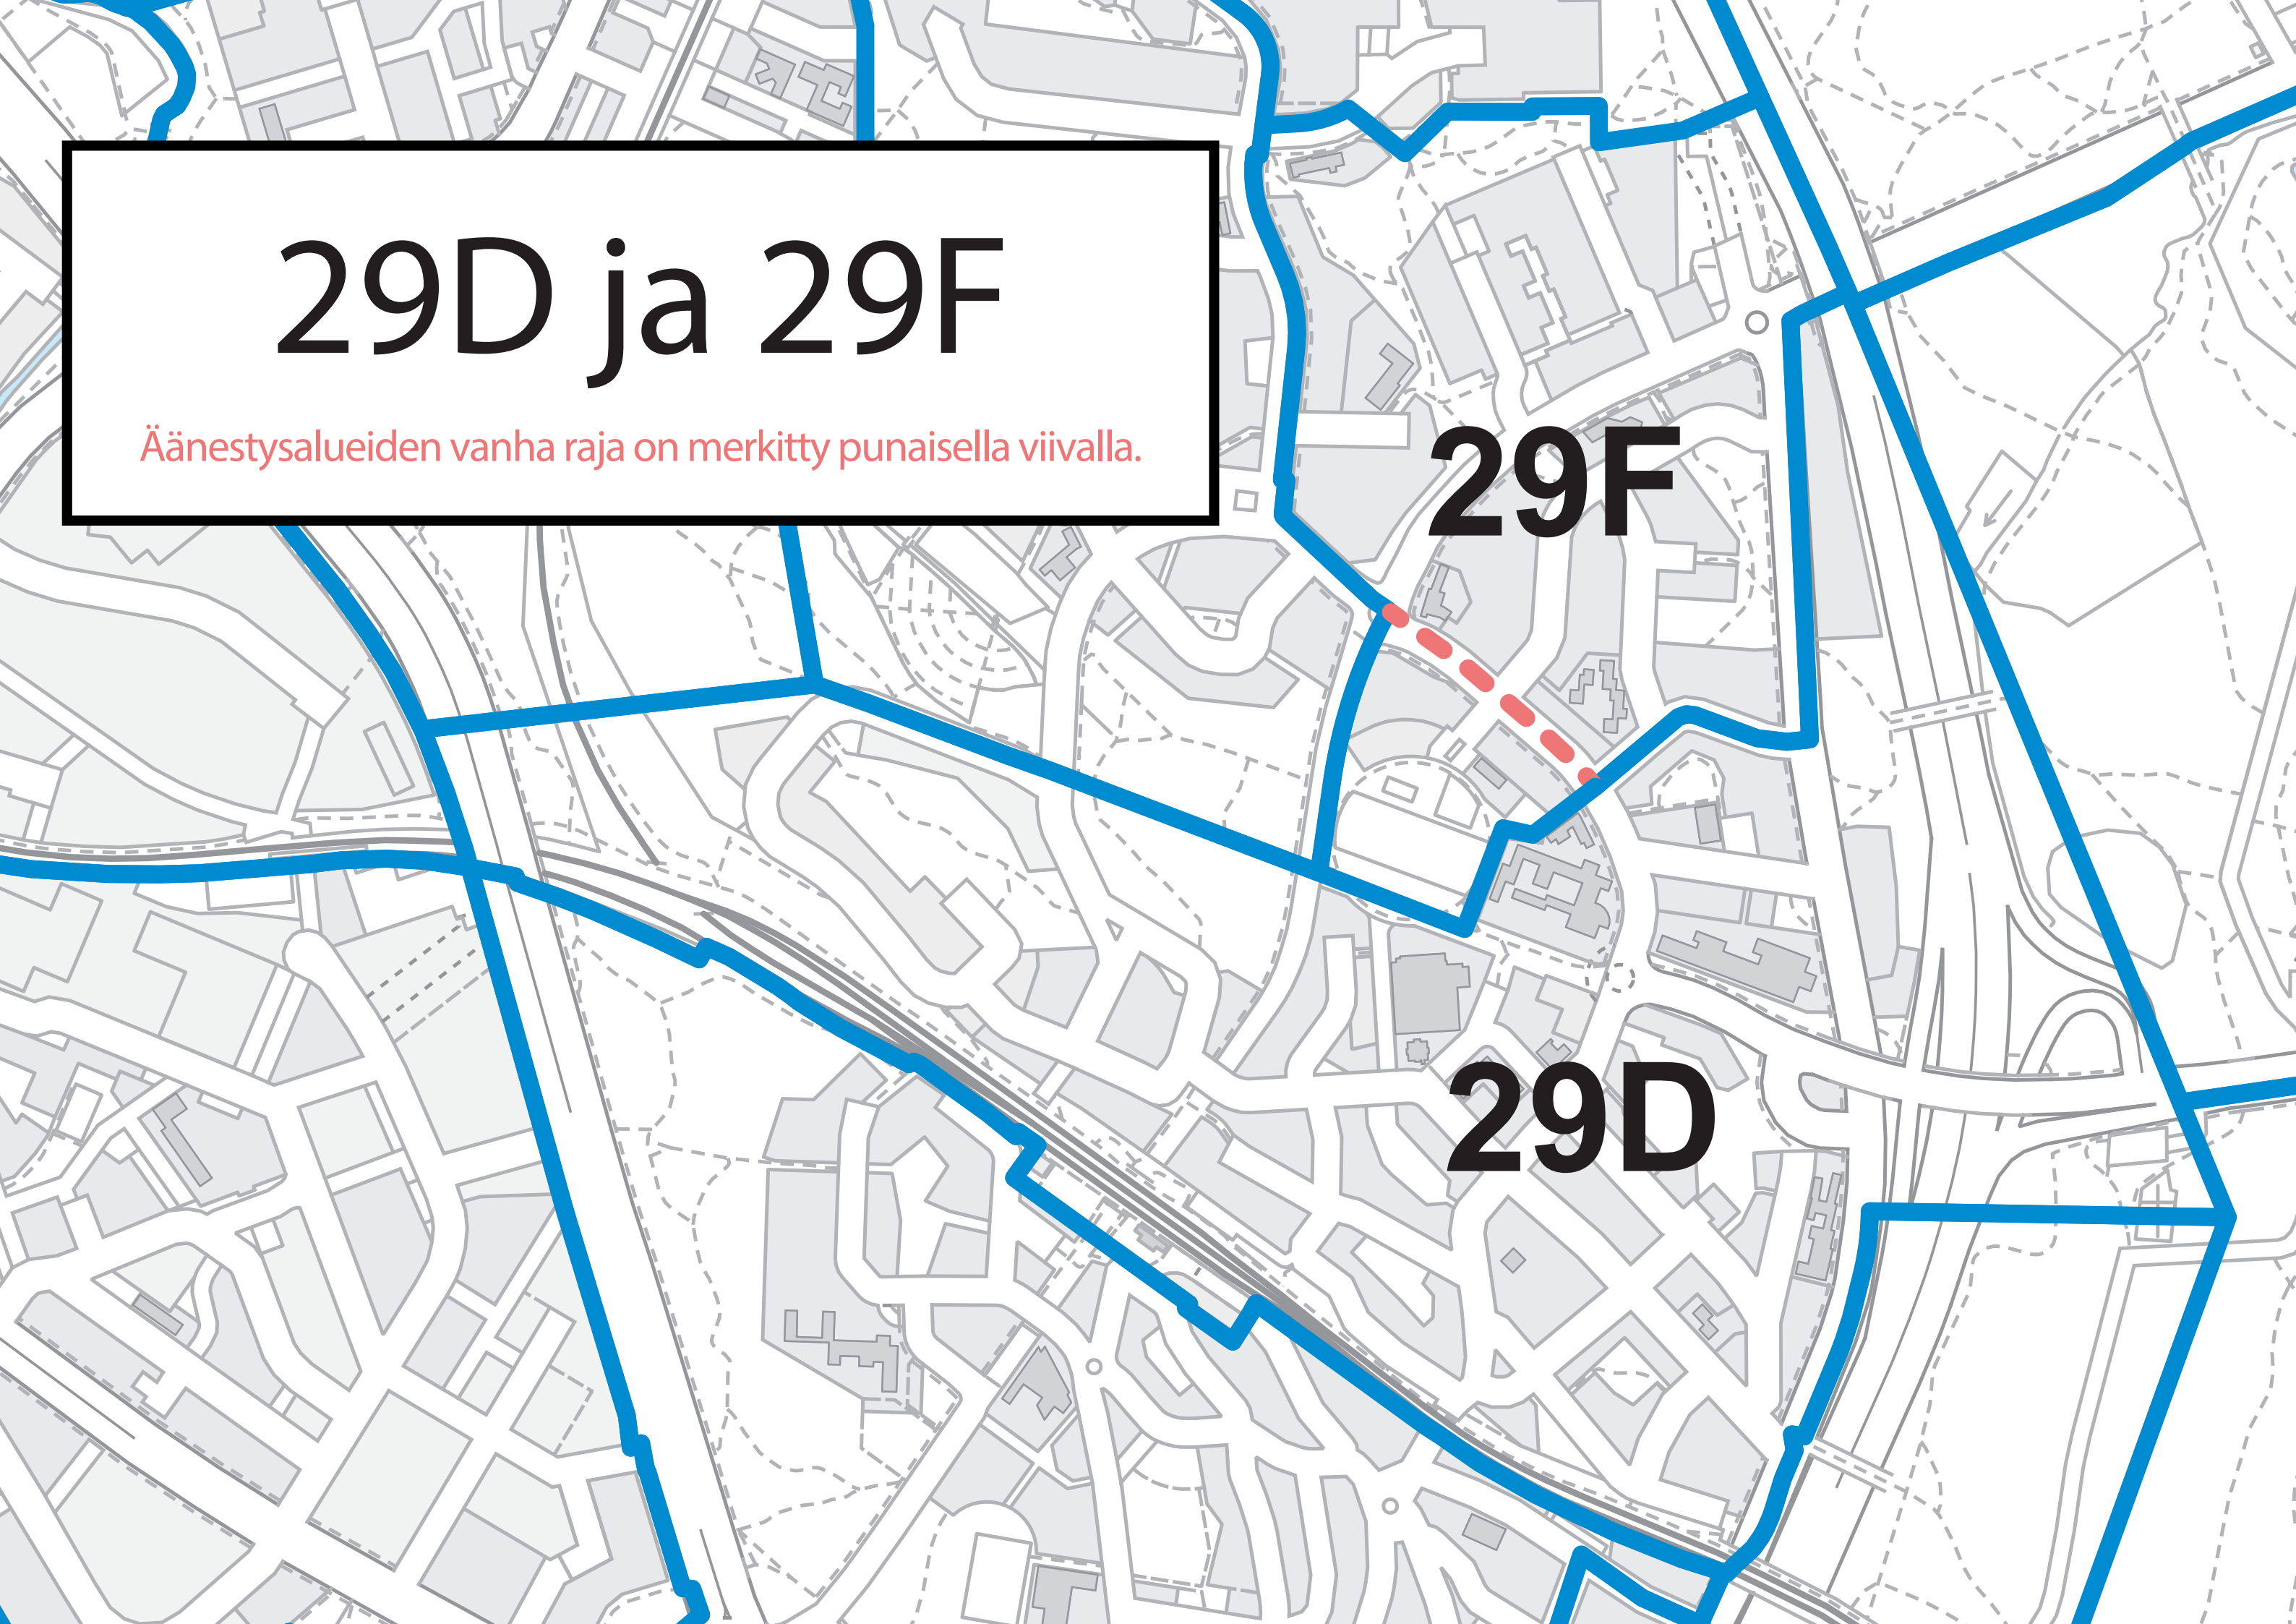 29D ja 29F
Äänestysalueiden vanha raja on merkitty punaisella viivalla.
29F
29D